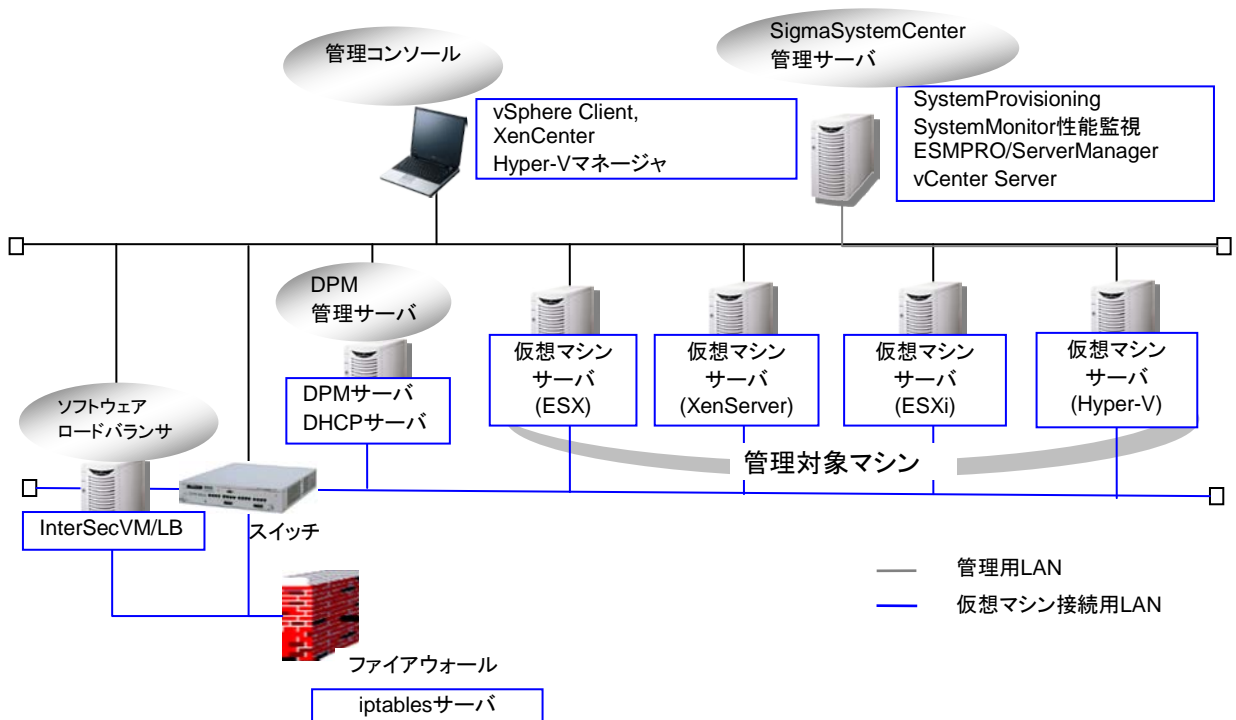 管理コンソール
vSphere Client,
XenCenter
Hyper-Vマネージャ
SigmaSystemCenter
管理サーバ
SystemProvisioning
SystemMonitor性能監視
ESMPRO/ServerManager
vCenter Server
DPM
管理サーバ
DPMサーバ
DHCPサーバ
仮想マシン
サーバ
(ESX)
仮想マシン
サーバ
(XenServer)
仮想マシン
サーバ
(ESXi)
仮想マシン
サーバ
(Hyper-V)
管理対象マシン
ソフトウェア
ロードバランサ
InterSecVM/LB
スイッチ
ファイアウォール
iptablesサーバ
管理用LAN
仮想マシン接続用LAN